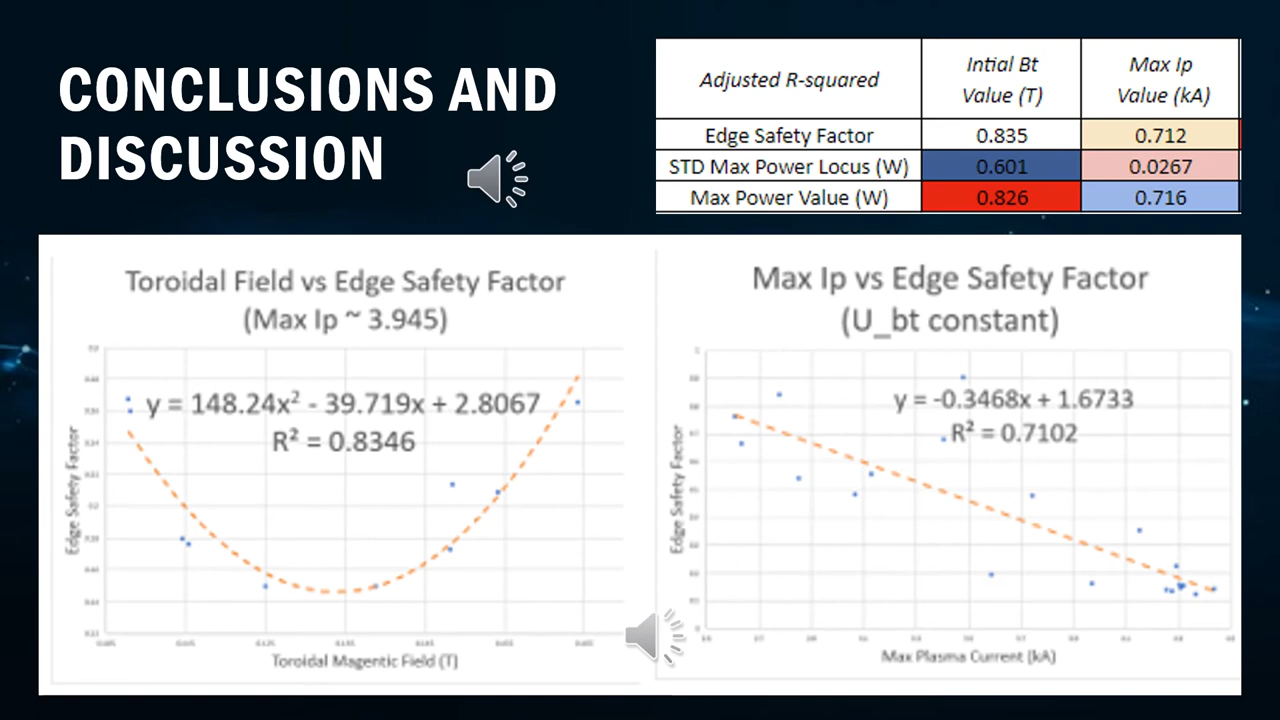 CONCLUSIONS AND
DISCUSSION
Adjusted R-squared
Intial Bt
Value (T)
Max Ip
Value (kA)
Edge Safety Factor 0.835 0.712
STD Max Power Locus (W) 0.601 0.0267
Max Power Value (W) 0.826 0.716
Toroidal Field vs Edge Safety Factor
(Max Ip ~ 3.945)
y = 148.24x² - 39.719x + 2.8067
R² = 0.8346
Edge Safety Factor
Toroidal Magentic Field (T)
Max Ip vs Edge Safety Factor
(U_bt constant)
y = -0.3468x + 1.6733
R² = 0.7102
Edge Safety Factor
Max Plasma Current (kA)